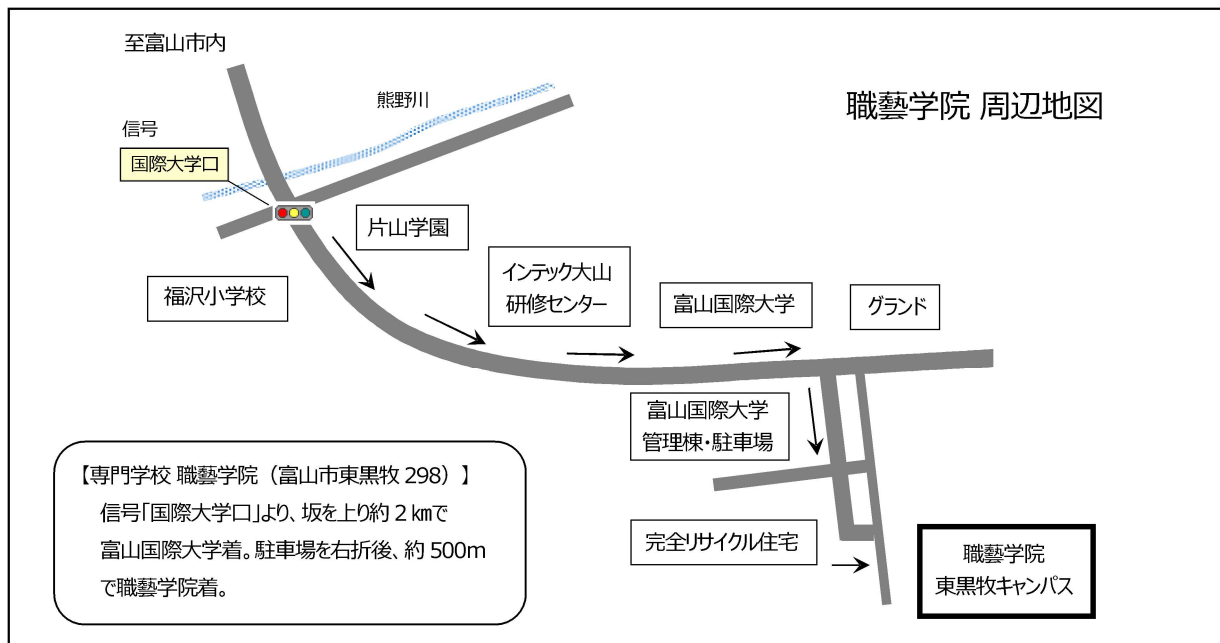 至富山市内
熊野川
職藝学院 周辺地図
信号
国際大学口
片山学園
福沢小学校
インテック大山
研修センター
富山国際大学
グランド
富山国際大学
管理棟・駐車場
【専門学校 職藝学院（富山市東黒牧 298）】
信号「国際大学口」より、坂を上り約 2 ㎞で
富山国際大学着。駐車場を右折後、約 500m
で職藝学院着。
完全リサイクル住宅
職藝学院
東黒牧キャンパス